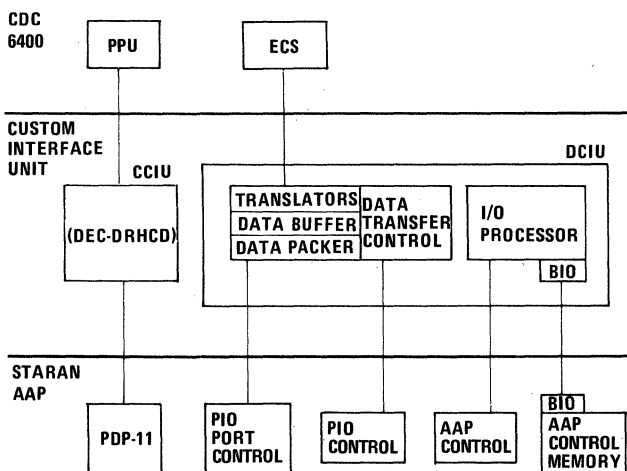 CDC
6400
PPU
ECS
CUSTOM
INTERFACE
UNIT
CCIU
DCIU
(DEC-DRHCD)
TRANSLATORS
DATA BUFFER
DATA PACKER
DATA
TRANSFER
CONTROL
I/O
PROCESSOR
BIO
STARAN
AAP
PDP-11
PIO
PORT
CONTROL
PIO
CONTROL
AAP
CONTROL
BIO
AAP
CONTROL
MEMORY